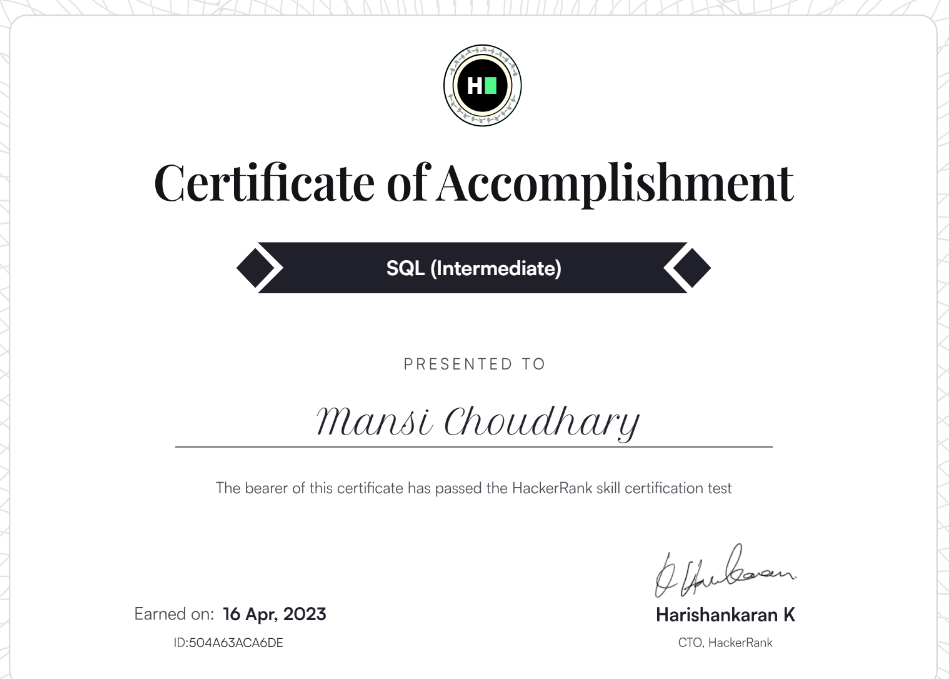 H
Certificate of Accomplishment
SQL (Intermediate)
PRESENTED TO
Mansi Choudhary
The bearer of this certificate has passed the HackerRank skill certification test
Earned on: 16 Apr, 2023
ID:504A63ACA6DE
Harishankaran K
CTO, HackerRank